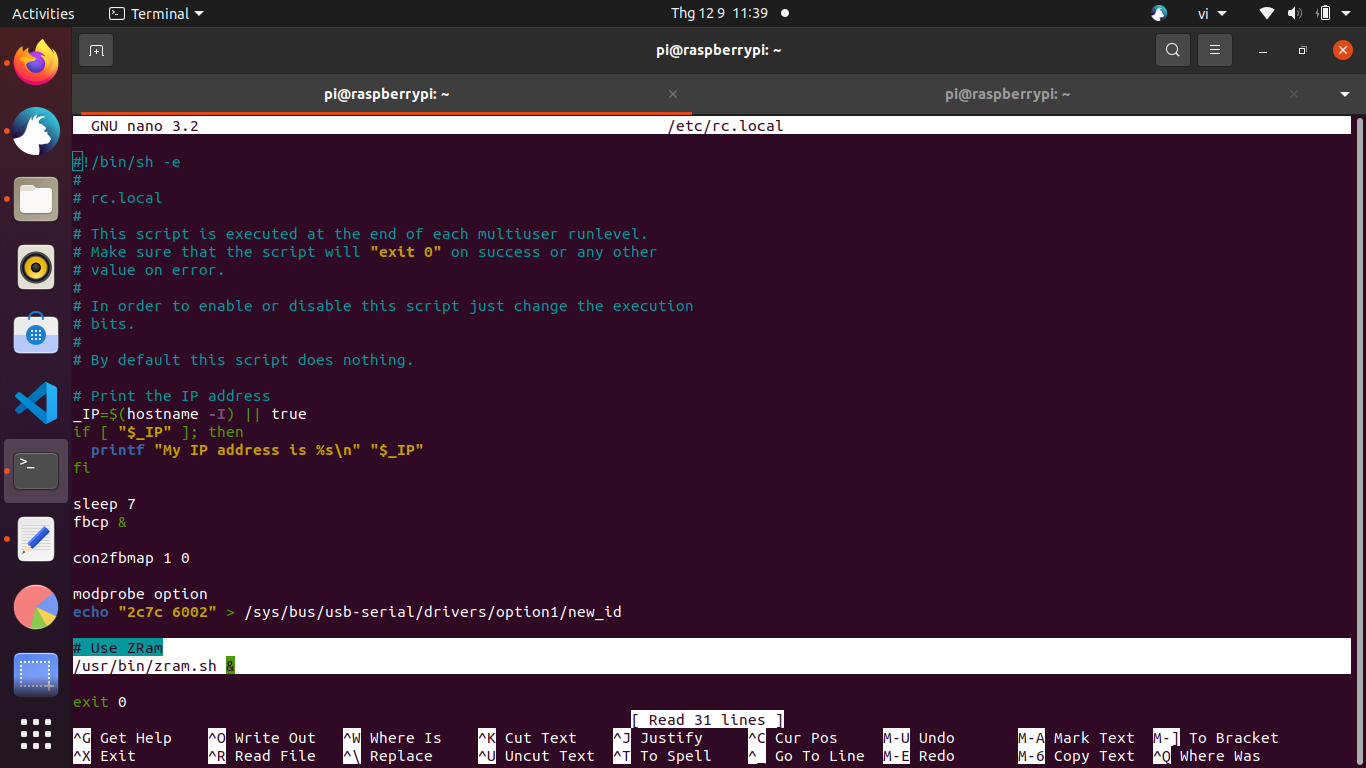 Activities Terminal Thg 12 9 11:39 vi
pi@raspberrypi: ~
pi@raspberrypi: ~ × pi@raspberrypi: ~ ×
GNU nano 3.2 /etc/rc.local
#!/bin/sh -e
#
# rc.local
#
# This script is executed at the end of each multiuser runlevel.
# Make sure that the script will "exit 0" on success or any other
# value on error.
#
# In order to enable or disable this script just change the execution
# bits.
#
# By default this script does nothing.
# Print the IP address
_IP=$(hostname -I) || true
if [ "$_IP" ]; then
  printf "My IP address is %s\n" "$_IP"
fi
sleep 7
fbcp &
con2fbmap 1 0
modprobe option
echo "2c7c 6002" > /sys/bus/usb-serial/drivers/option1/new_id
# Use ZRam
/usr/bin/zram.sh &
exit 0
[ Read 31 lines ]
^G Get Help ^O Write Out ^W Where Is ^K Cut Text ^J Justify ^C Cur Pos M-U Undo M-A Mark Text M-] To Bracket
^X Exit ^R Read File ^\ Replace ^U Uncut Text ^T To Spell ^_ Go To Line M-E Redo M-6 Copy Text ^Q Where Was